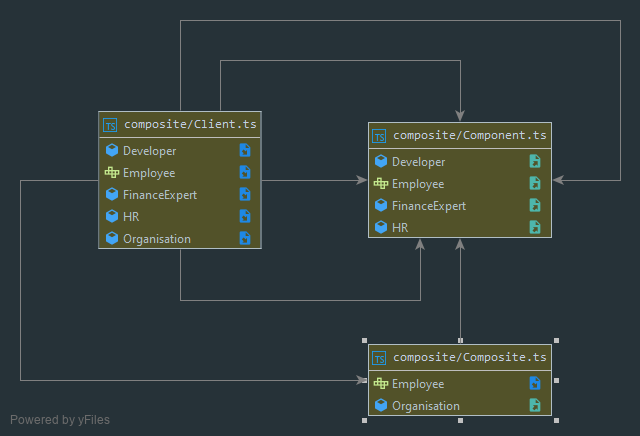 TS composite/Client.ts
Developer
Employee
FinanceExpert
HR
Organisation
TS composite/Component.ts
Developer
Employee
FinanceExpert
HR
TS composite/Composite.ts
Employee
Organisation
Powered by yFiles